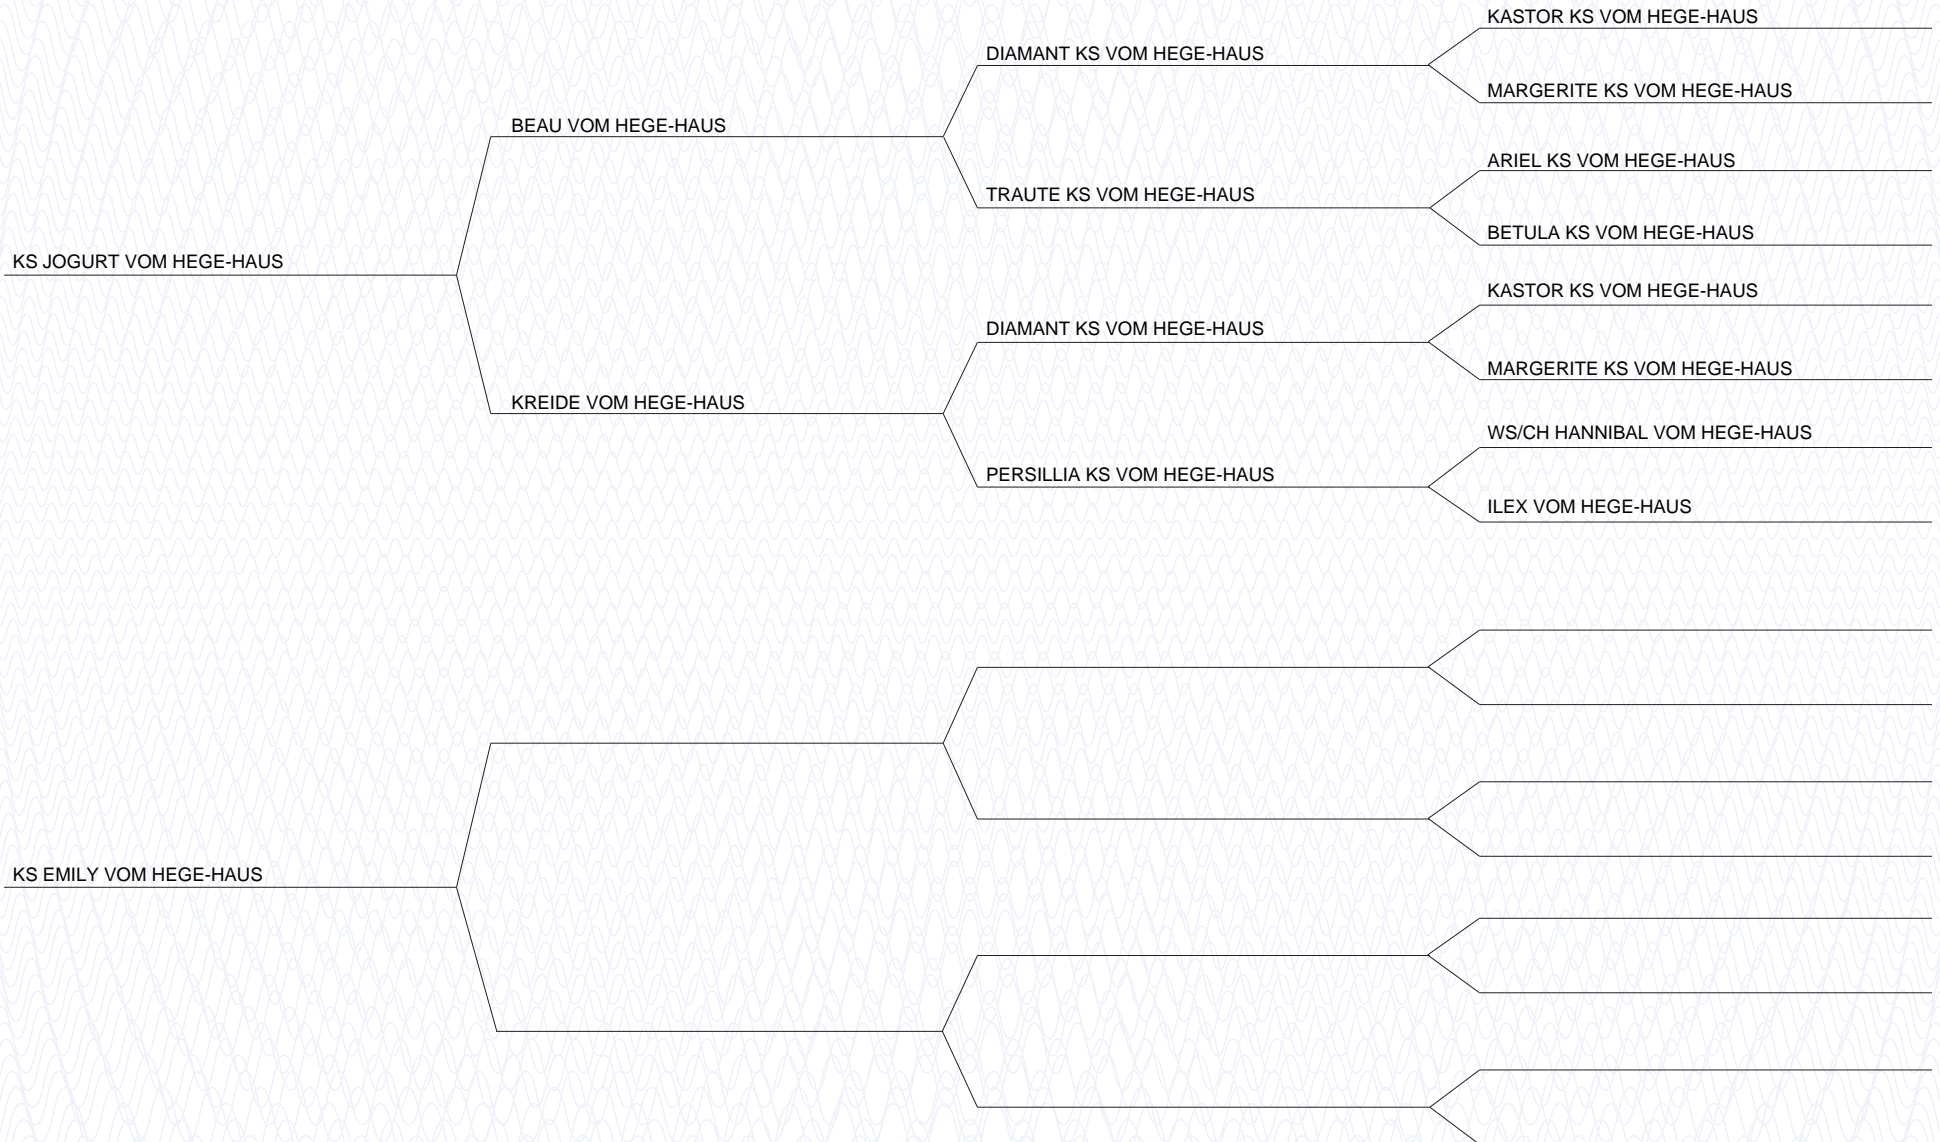 KASTOR KS VOM HEGE-HAUS
DIAMANT KS VOM HEGE-HAUS
MARGERITE KS VOM HEGE-HAUS
BEAU VOM HEGE-HAUS
ARIEL KS VOM HEGE-HAUS
TRAUTE KS VOM HEGE-HAUS
BETULA KS VOM HEGE-HAUS
KS JOGURT VOM HEGE-HAUS
KASTOR KS VOM HEGE-HAUS
DIAMANT KS VOM HEGE-HAUS
MARGERITE KS VOM HEGE-HAUS
KREIDE VOM HEGE-HAUS
WS/CH HANNIBAL VOM HEGE-HAUS
PERSILLIA KS VOM HEGE-HAUS
ILEX VOM HEGE-HAUS
KS EMILY VOM HEGE-HAUS